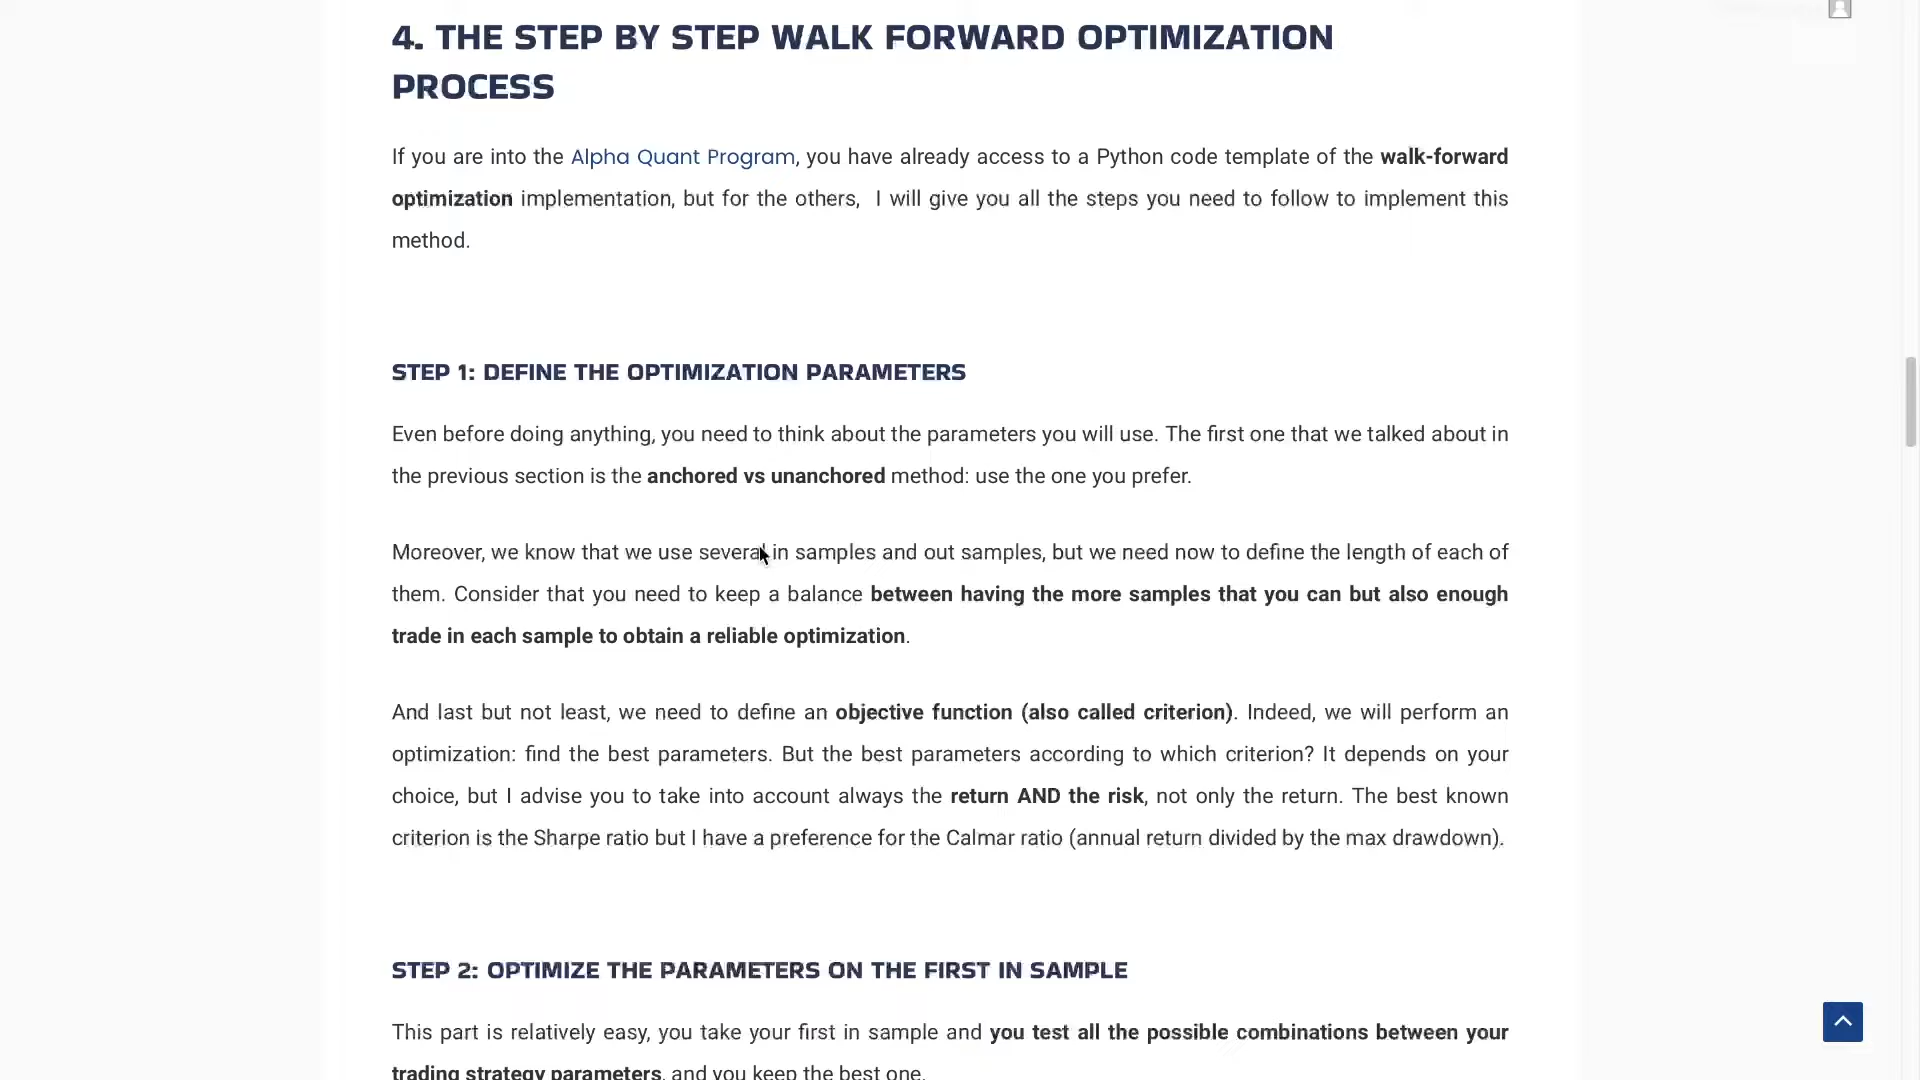 4. THE STEP BY STEP WALK FORWARD OPTIMIZATION
PROCESS
If you are into the Alpha Quant Program, you have already access to a Python code template of the walk-forward
optimization implementation, but for the others,  I will give you all the steps you need to follow to implement this
method.
STEP 1: DEFINE THE OPTIMIZATION PARAMETERS
Even before doing anything, you need to think about the parameters you will use. The first one that we talked about in
the previous section is the anchored vs unanchored method: use the one you prefer.
Moreover, we know that we use several in samples and out samples, but we need now to define the length of each of
them. Consider that you need to keep a balance between having the more samples that you can but also enough
trade in each sample to obtain a reliable optimization.
And last but not least, we need to define an objective function (also called criterion). Indeed, we will perform an
optimization: find the best parameters. But the best parameters according to which criterion? It depends on your
choice, but I advise you to take into account always the return AND the risk, not only the return. The best known
criterion is the Sharpe ratio but I have a preference for the Calmar ratio (annual return divided by the max drawdown).
STEP 2: OPTIMIZE THE PARAMETERS ON THE FIRST IN SAMPLE
This part is relatively easy, you take your first in sample and you test all the possible combinations between your
trading strategy parameters, and you keep the best one.